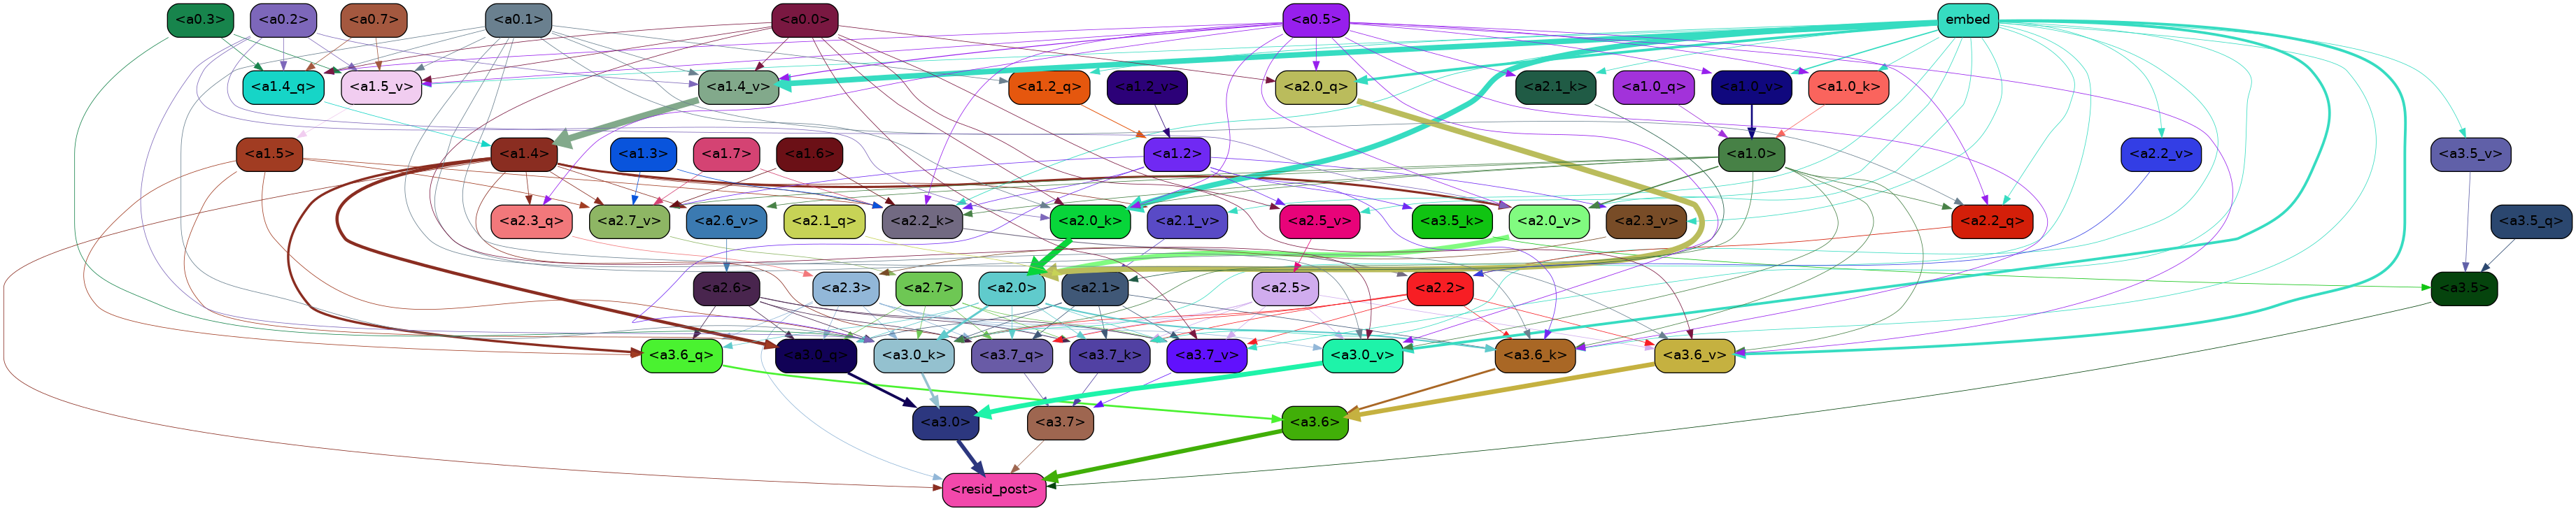 <a0.3> <a0.2> <a0.7> <a0.1> <a0.0> <a0.5> embed
<a1.4_q> <a1.5_v> <a1.4_v> <a1.2_q> <a1.2_v> <a2.0_q> <a2.1_k> <a1.0_q> <a1.0_v> <a1.0_k>
<a1.5> <a1.4> <a1.3> <a1.7> <a1.6> <a1.2> <a1.0> <a2.2_v> <a3.5_v>
<a2.3_q> <a2.7_v> <a2.6_v> <a2.1_q> <a2.2_k> <a2.0_k> <a2.1_v> <a2.5_v> <a3.5_k> <a2.0_v> <a2.3_v> <a2.2_q> <a3.5_q>
<a2.6> <a2.3> <a2.7> <a2.0> <a2.1> <a2.5> <a2.2> <a3.5>
<a3.6_q> <a3.0_q> <a3.0_k> <a3.7_q> <a3.7_k> <a3.7_v> <a3.0_v> <a3.6_k> <a3.6_v>
<a3.0> <a3.7> <a3.6>
<resid_post>